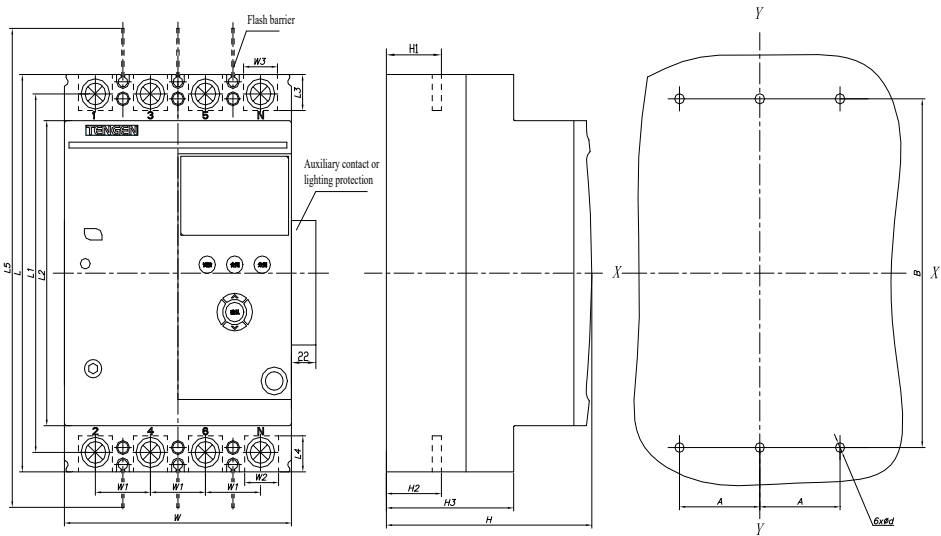 Flash barrier
W3
L3
1 3 5 N
TENGEN
Auxiliary contact or
lighting protection
L5
L
L1
L2
22
2 4 6 N
L4
W2
W1 W1 W1
W
H1
H2
H3
H
Y
X X
B
A A
Y
6xød